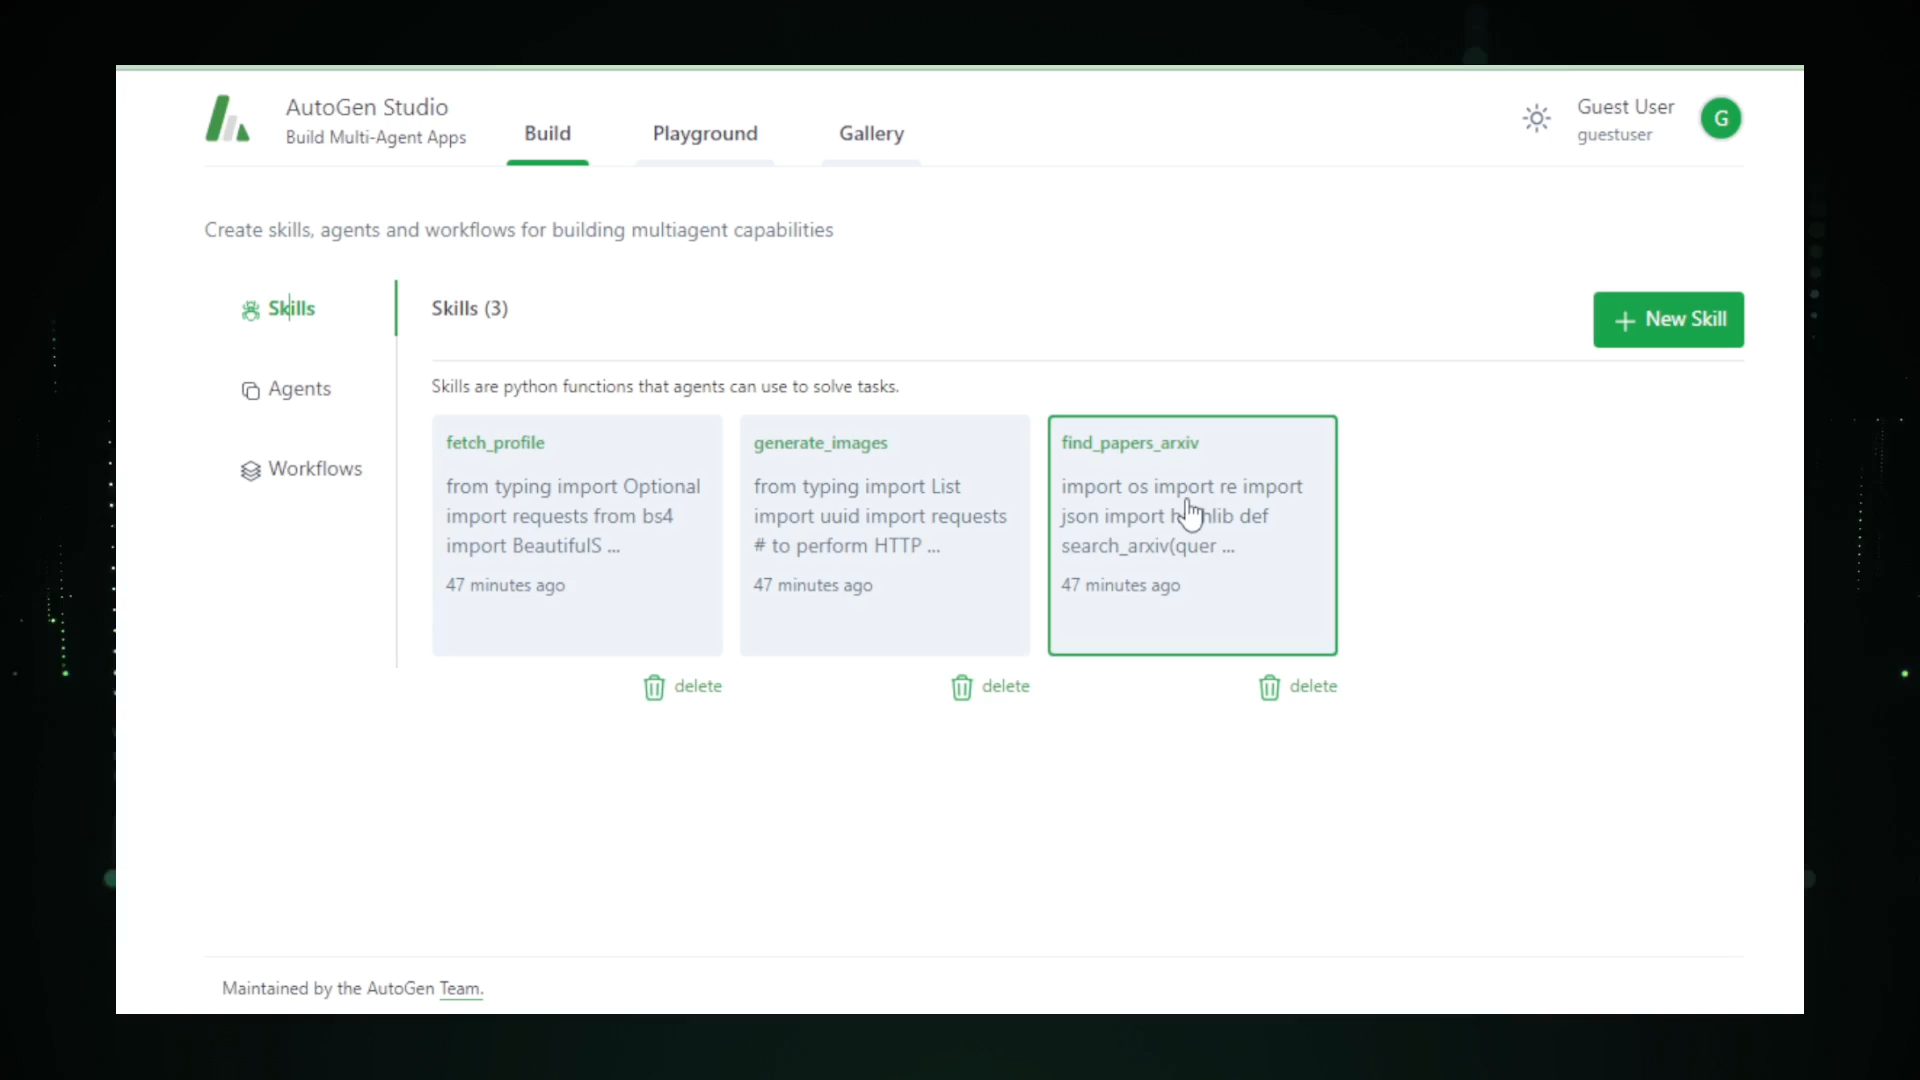 AutoGen Studio
Build Multi-Agent Apps
Build
Playground
Gallery
Guest User
guestuser
G
Create skills, agents and workflows for building multiagent capabilities
Skills
Agents
Workflows
Skills (3)
+ New Skill
Skills are python functions that agents can use to solve tasks.
fetch_profile
from typing import Optional
import requests from bs4
import BeautifulS ...
47 minutes ago
delete
generate_images
from typing import List
import uuid import requests
# to perform HTTP ...
47 minutes ago
delete
find_papers_arxiv
import os import re import
json import hashlib def
search_arxiv(quer ...
47 minutes ago
delete
Maintained by the AutoGen Team.